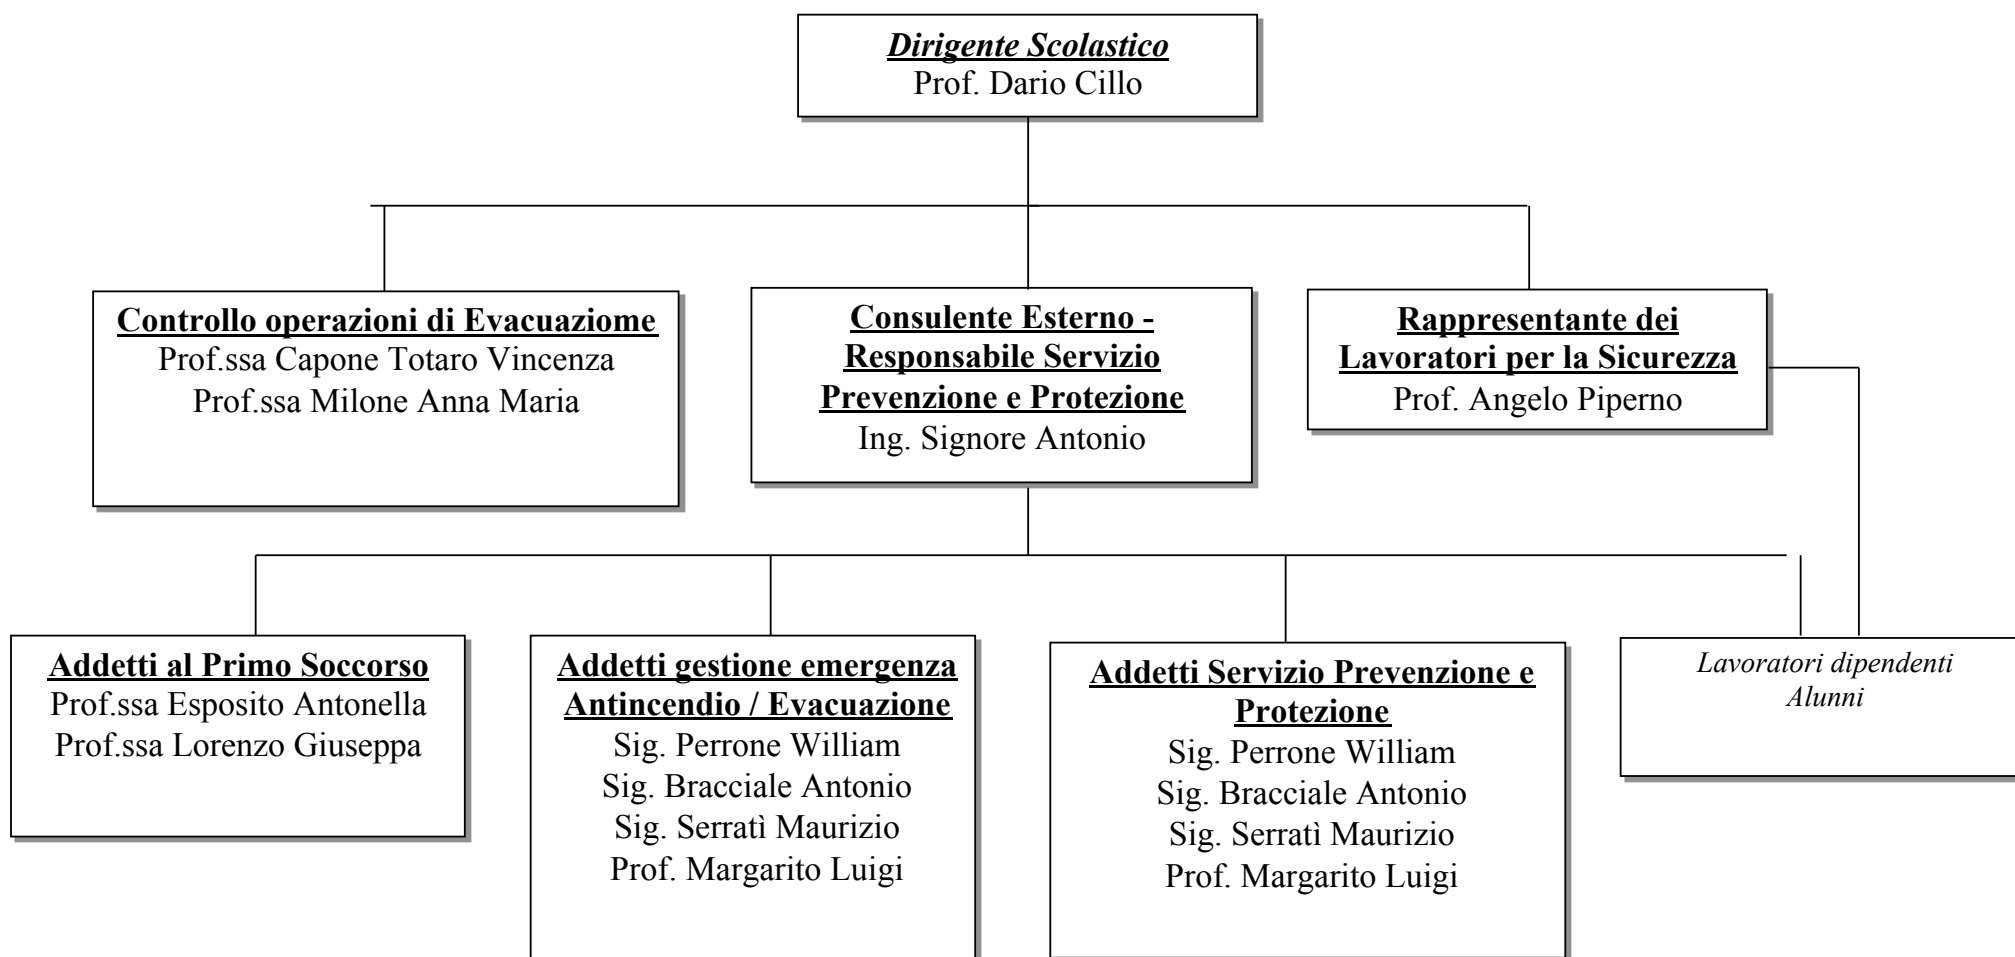 Dirigente Scolastico
Prof. Dario Cillo
Controllo operazioni di Evacuaziome
Prof.ssa Capone Totaro Vincenza
Prof.ssa Milone Anna Maria
Consulente Esterno -
Responsabile Servizio
Prevenzione e Protezione
Ing. Signore Antonio
Rappresentante dei
Lavoratori per la Sicurezza
Prof. Angelo Piperno
Addetti al Primo Soccorso
Prof.ssa Esposito Antonella
Prof.ssa Lorenzo Giuseppa
Addetti gestione emergenza
Antincendio / Evacuazione
Sig. Perrone William
Sig. Bracciale Antonio
Sig. Serratì Maurizio
Prof. Margarito Luigi
Addetti Servizio Prevenzione e
Protezione
Sig. Perrone William
Sig. Bracciale Antonio
Sig. Serratì Maurizio
Prof. Margarito Luigi
Lavoratori dipendenti
Alunni